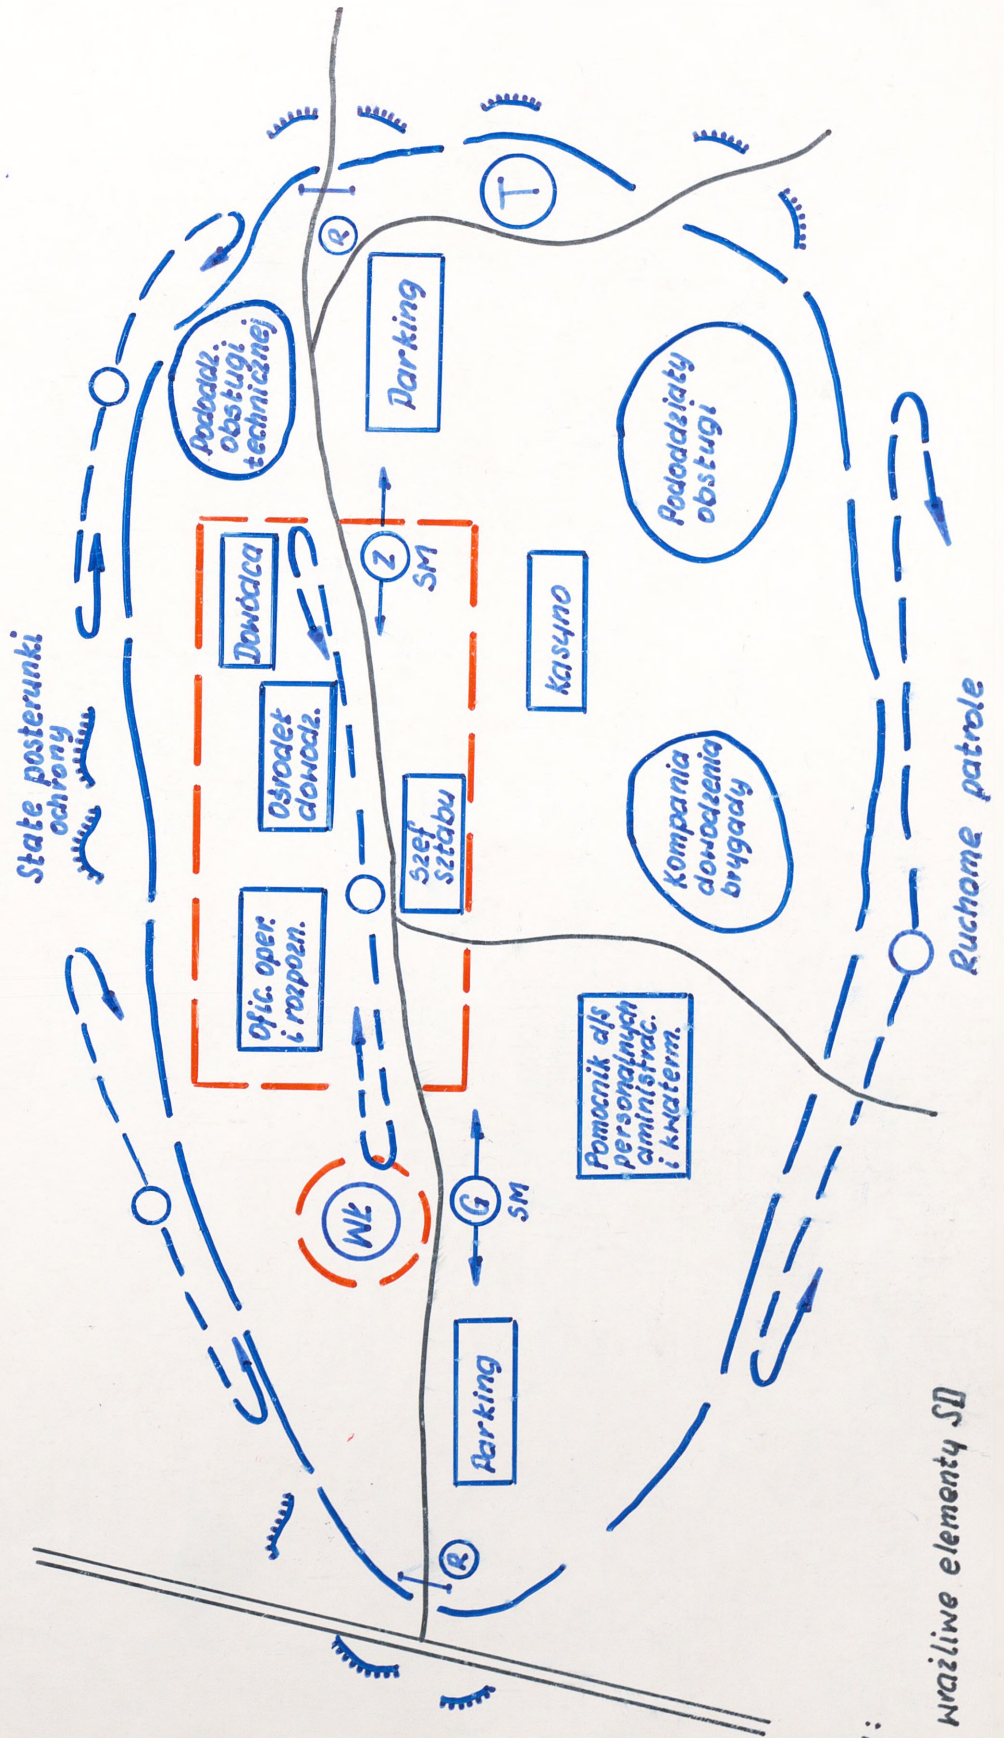 Stałe posterunki
ochrony
Pododdz.
obsługi
technicznej
Dowódca
Ośrodek
dowodz.
Ofic. oper.
i rozpozn.
Szef
sztabu
WŁ
Z
SM
G
SM
R
R
T
Parking
Parking
Kasyno
Pododdziały
obsługi
Kompania
dowodzenia
brygady
Pomocnik d/s
personalnych
aministrac.
i kwaterm.
Ruchome patrole
wrażliwe elementy SD